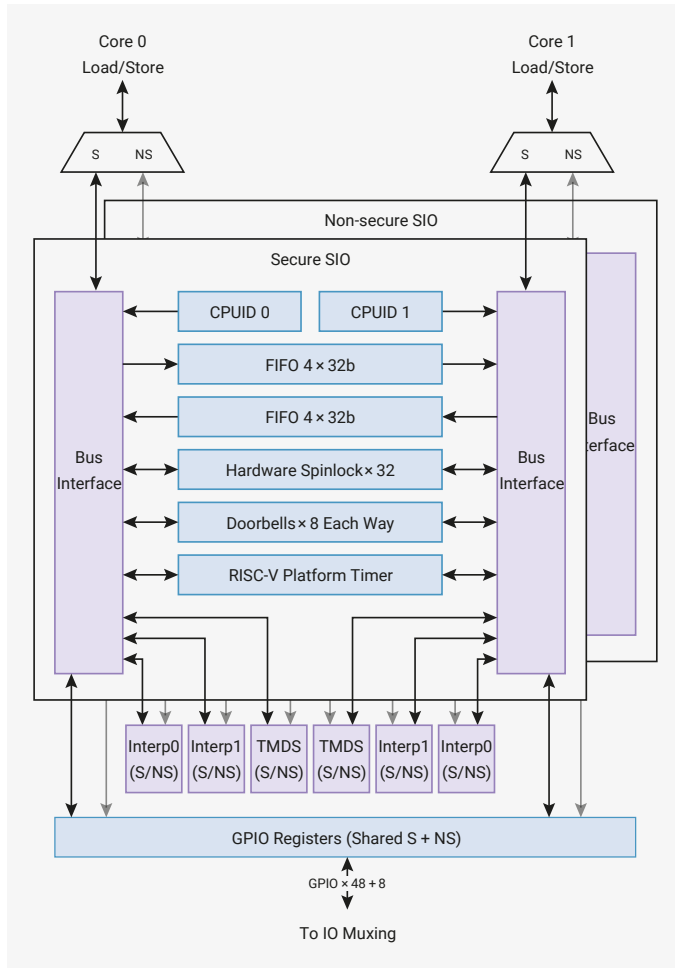 Core 0
Load/Store
Core 1
Load/Store
S NS
S NS
Non-secure SIO
Secure SIO
CPUID 0
CPUID 1
FIFO 4 × 32b
FIFO 4 × 32b
Hardware Spinlock × 32
Doorbells × 8 Each Way
RISC-V Platform Timer
Bus
Interface
Bus
Interface
Bus
terface
Interp0
(S/NS)
Interp1
(S/NS)
TMDS
(S/NS)
TMDS
(S/NS)
Interp1
(S/NS)
Interp0
(S/NS)
GPIO Registers (Shared S + NS)
GPIO × 48 + 8
To IO Muxing